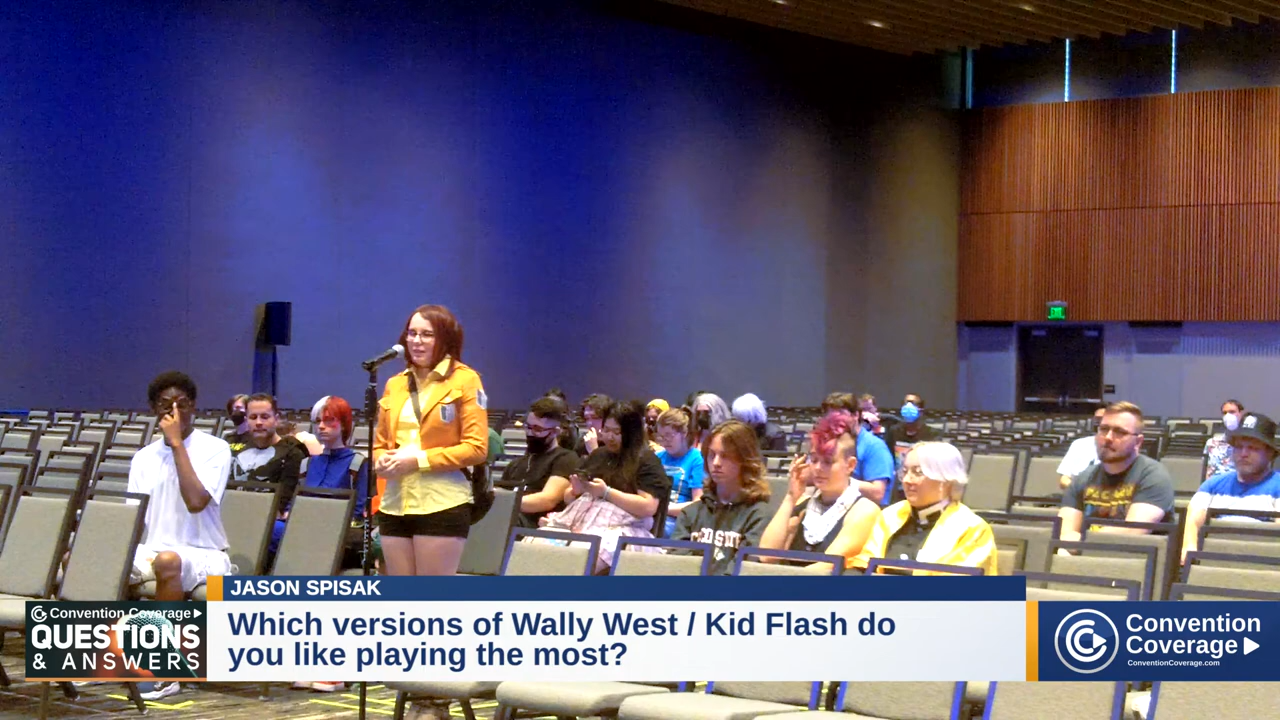 EXIT
JASON SPISAK
Convention Coverage
QUESTIONS
& ANSWERS
Which versions of Wally West / Kid Flash do
you like playing the most?
Convention
Coverage
ConventionCoverage.com